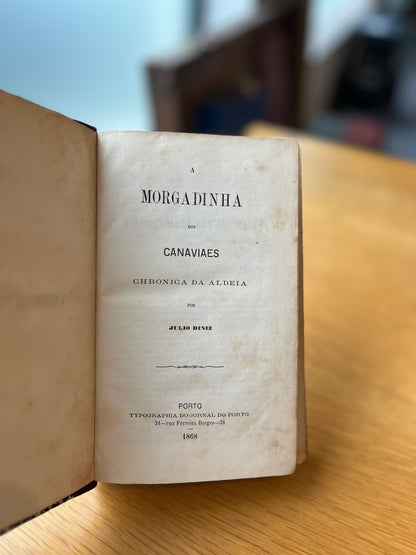 A
MORGADINHA
DOS
CANAVIAES
CHRONICA DA ALDEIA
POR
JULIO DINIZ
PORTO
TYPOGRAPHIA DO JORNAL DO PORTO
31—rua Ferreira Borges—31
1868